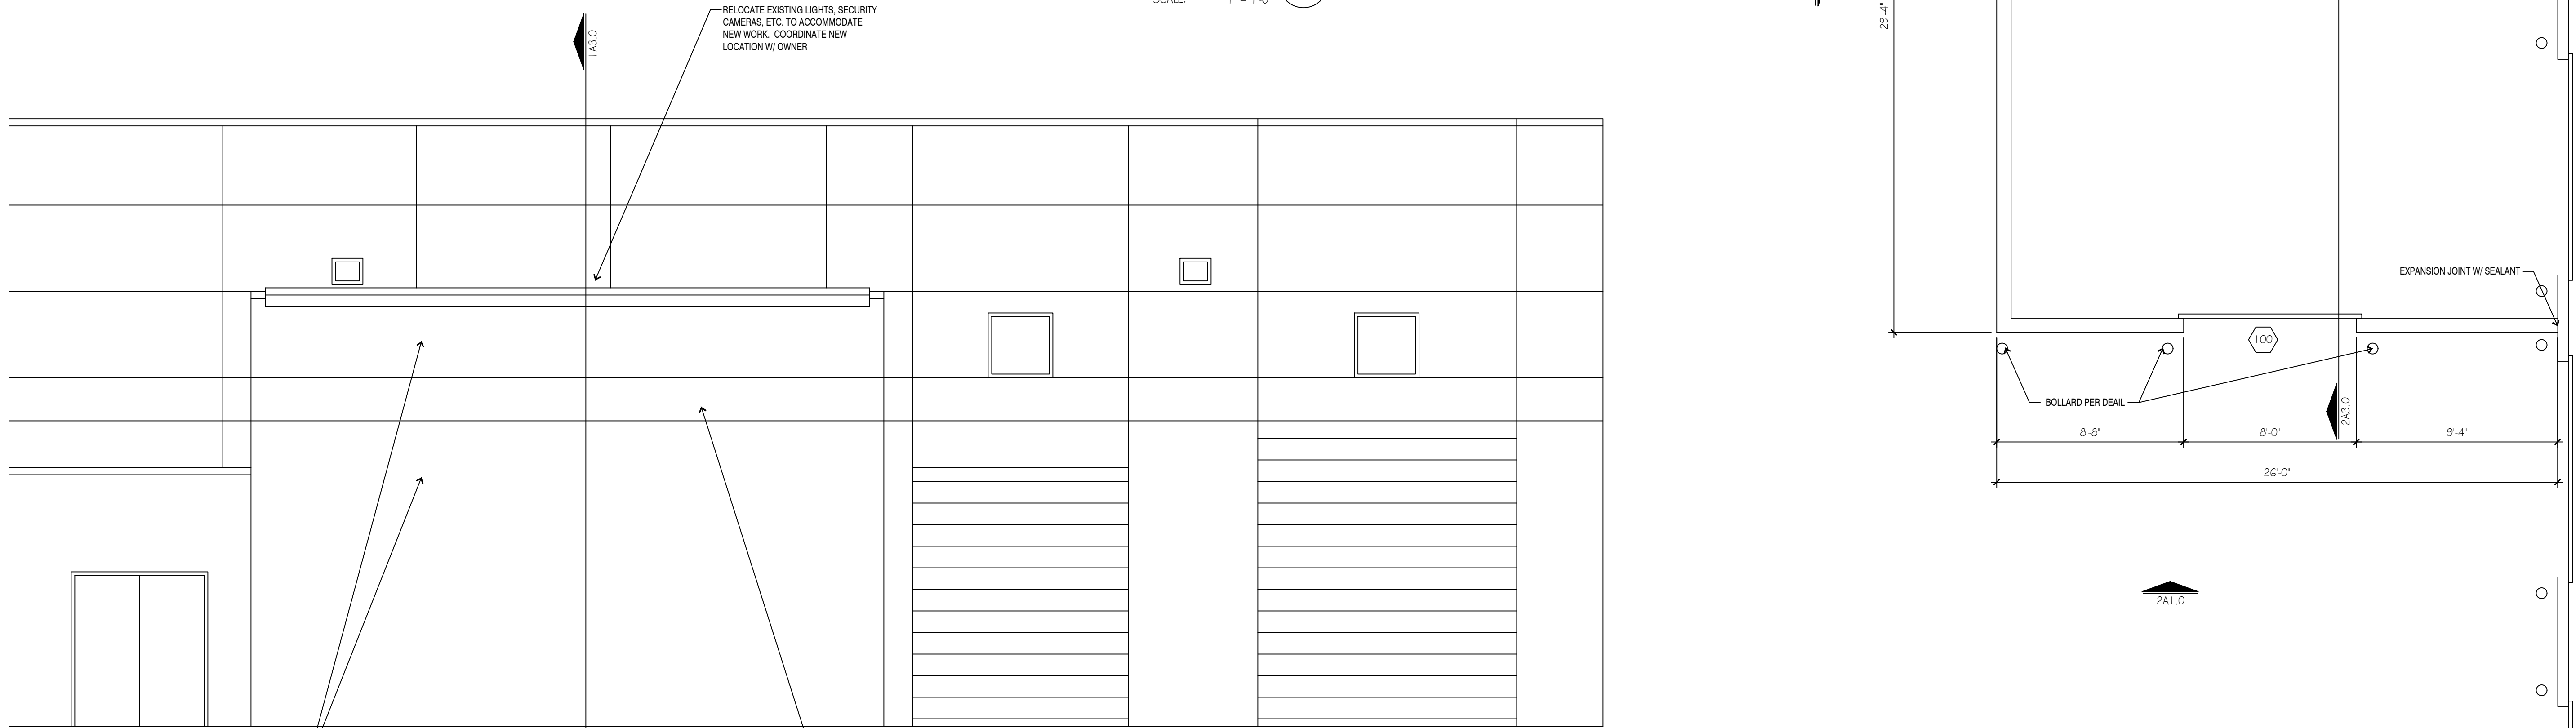 RELOCATE EXISTING LIGHTS, SECURITY
CAMERAS, ETC. TO ACCOMMODATE
NEW WORK. COORDINATE NEW
LOCATION W/ OWNER
1A3.0
29'-4"
EXPANSION JOINT W/ SEALANT
100
BOLLARD PER DEAIL
2A3.0
8'-8"
8'-0"
9'-4"
26'-0"
2A1.0